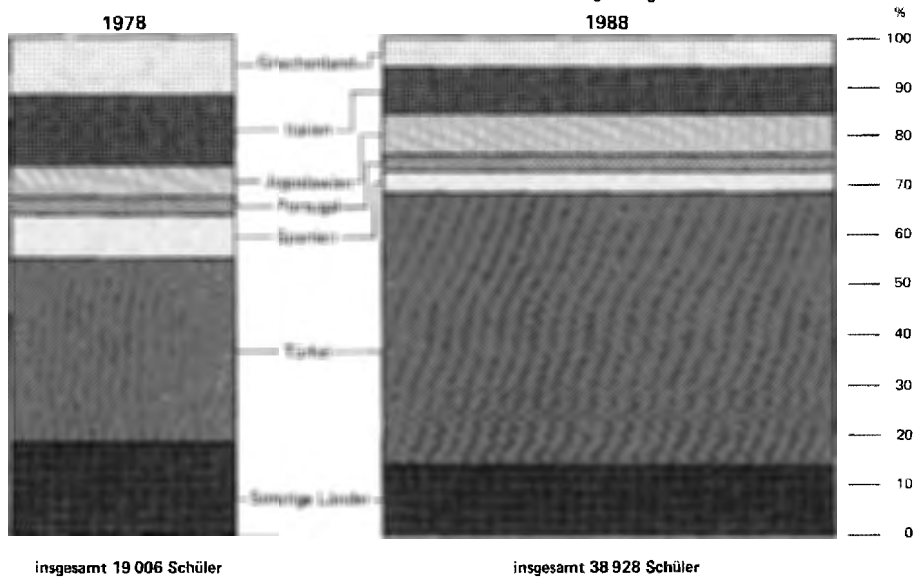 1978
1988
%
100
90
80
70
60
50
40
30
20
10
0
Griechenland
Italien
Jugoslawien
Portugal
Spanien
Türkei
Sonstige Länder
insgesamt 19 006 Schüler
insgesamt 38 928 Schüler